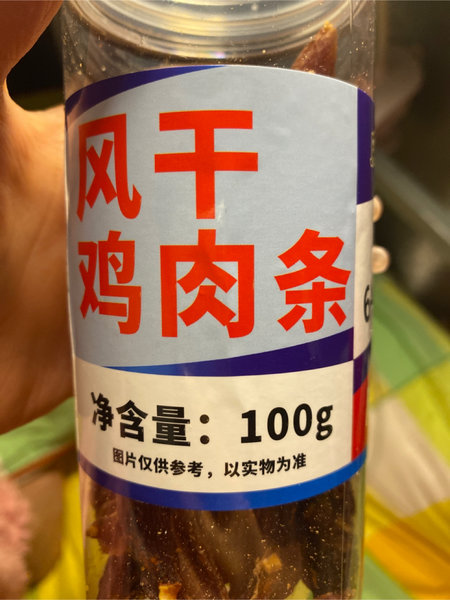 风干
鸡肉条
净含量：100g
图片仅供参考，以实物为准